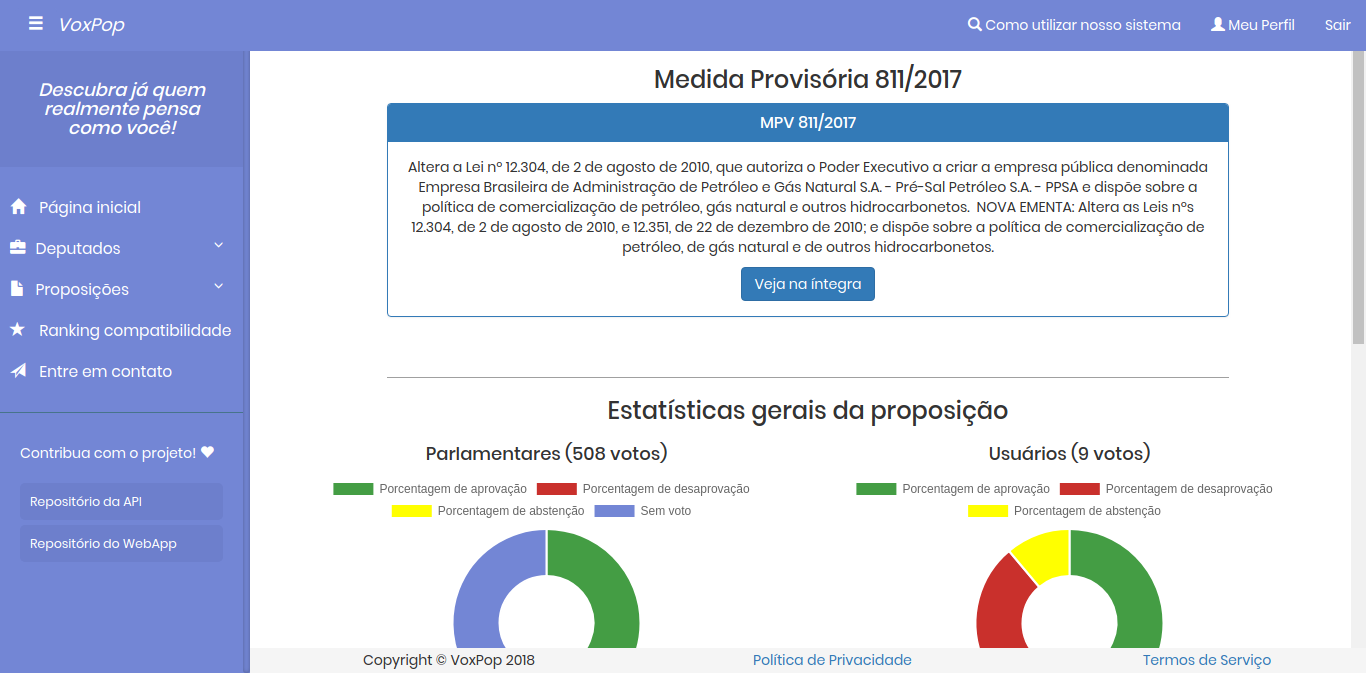 VoxPop
Como utilizar nosso sistema
Meu Perfil
Sair
Descubra já quem
realmente pensa
como você!
Página inicial
Deputados
Proposições
Ranking compatibilidade
Entre em contato
Contribua com o projeto!
Repositório da API
Repositório do WebApp
Medida Provisória 811/2017
MPV 811/2017
Altera a Lei nº 12.304, de 2 de agosto de 2010, que autoriza o Poder Executivo a criar a empresa pública denominada
Empresa Brasileira de Administração de Petróleo e Gás Natural S.A. - Pré-Sal Petróleo S.A. - PPSA e dispõe sobre a
política de comercialização de petróleo, gás natural e outros hidrocarbonetos. NOVA EMENTA: Altera as Leis nºs
12.304, de 2 de agosto de 2010, e 12.351, de 22 de dezembro de 2010; e dispõe sobre a política de comercialização de
petróleo, de gás natural e de outros hidrocarbonetos.
Veja na íntegra
Estatísticas gerais da proposição
Parlamentares (508 votos)
Porcentagem de aprovação
Porcentagem de desaprovação
Porcentagem de abstenção
Sem voto
Usuários (9 votos)
Porcentagem de aprovação
Porcentagem de desaprovação
Porcentagem de abstenção
Copyright © VoxPop 2018
Política de Privacidade
Termos de Serviço